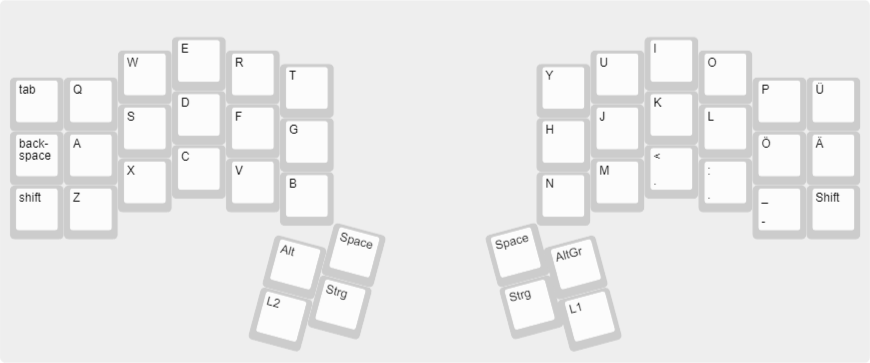 tab
Q
W
E
R
T
back-
space
A
S
D
F
G
shift
Z
X
C
V
B
Alt
Space
L2
Strg
Y
U
I
O
P
Ü
H
J
K
L
Ö
Ä
N
M
<
.
:
.
_
-
Shift
Space
AltGr
Strg
L1